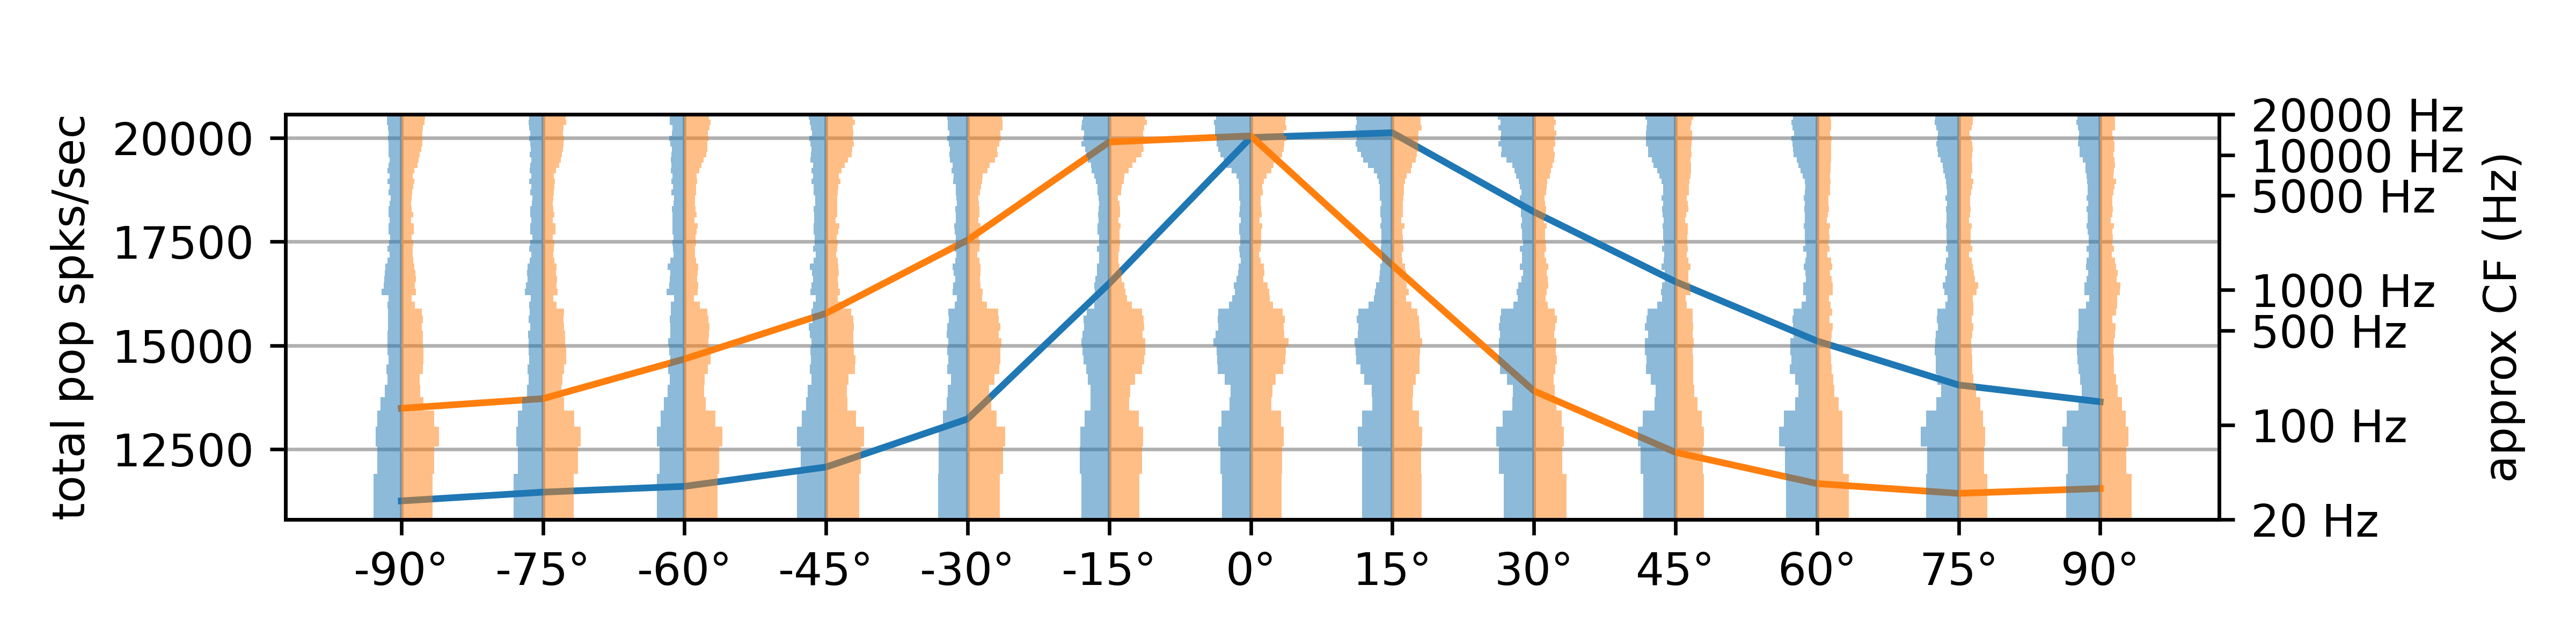 total pop spks/sec
20000
17500
15000
12500
20000 Hz
10000 Hz
5000 Hz
1000 Hz
500 Hz
100 Hz
20 Hz
approx CF (Hz)
-90° -75° -60° -45° -30° -15° 0° 15° 30° 45° 60° 75° 90°